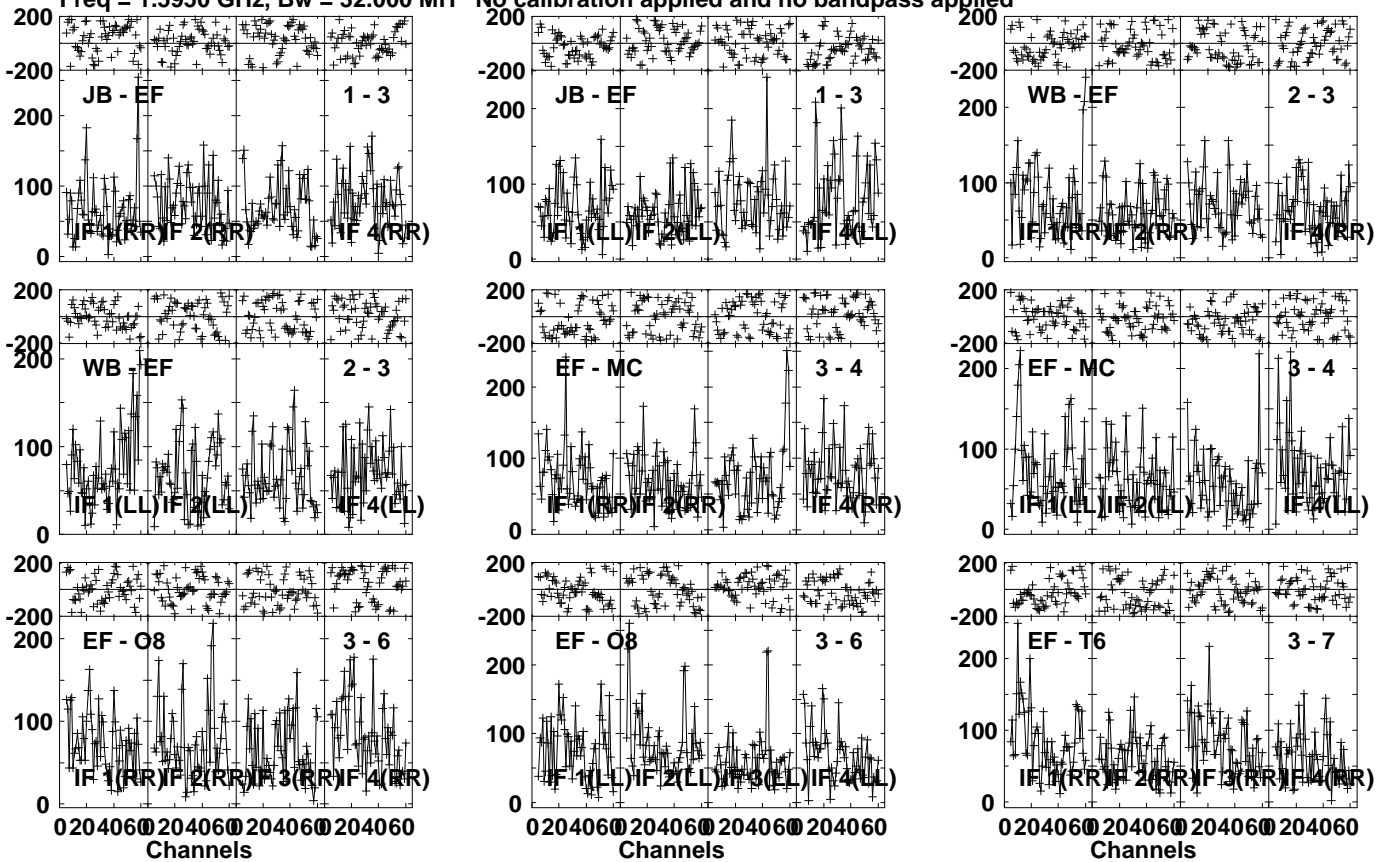 Freq = 1.5950 GHz, Bw = 32.000 MH No calibration applied and no bandpass applied
200
-200
JB - EF 1 - 3
200
100
0
IF 1(RR) IF 2(RR) IF 4(RR)
200
-200
JB - EF 1 - 3
200
100
0
IF 1(LL) IF 2(LL) IF 4(LL)
200
-200
WB - EF 2 - 3
200
100
0
IF 1(RR) IF 2(RR) IF 4(RR)
200
-200
WB - EF 2 - 3
200
100
0
IF 1(LL) IF 2(LL) IF 4(LL)
200
-200
EF - MC 3 - 4
200
100
0
IF 1(RR) IF 2(RR) IF 4(RR)
200
-200
EF - MC 3 - 4
200
100
0
IF 1(LL) IF 2(LL) IF 4(LL)
200
-200
EF - O8 3 - 6
200
100
0
IF 1(RR) IF 2(RR) IF 3(RR) IF 4(RR)
0 20 40 60 0 20 40 60 0 20 40 60 0 20 40 60
Channels
200
-200
EF - O8 3 - 6
200
100
0
IF 1(LL) IF 2(LL) IF 3(LL) IF 4(LL)
0 20 40 60 0 20 40 60 0 20 40 60 0 20 40 60
Channels
200
-200
EF - T6 3 - 7
200
100
0
IF 1(RR) IF 2(RR) IF 3(RR) IF 4(RR)
0 20 40 60 0 20 40 60 0 20 40 60 0 20 40 60
Channels